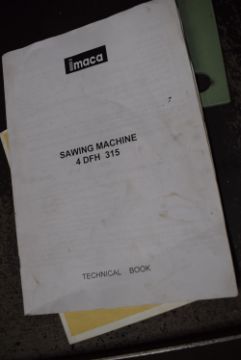 imaca
SAWING MACHINE
4 DFH 315
TECHNICAL BOOK